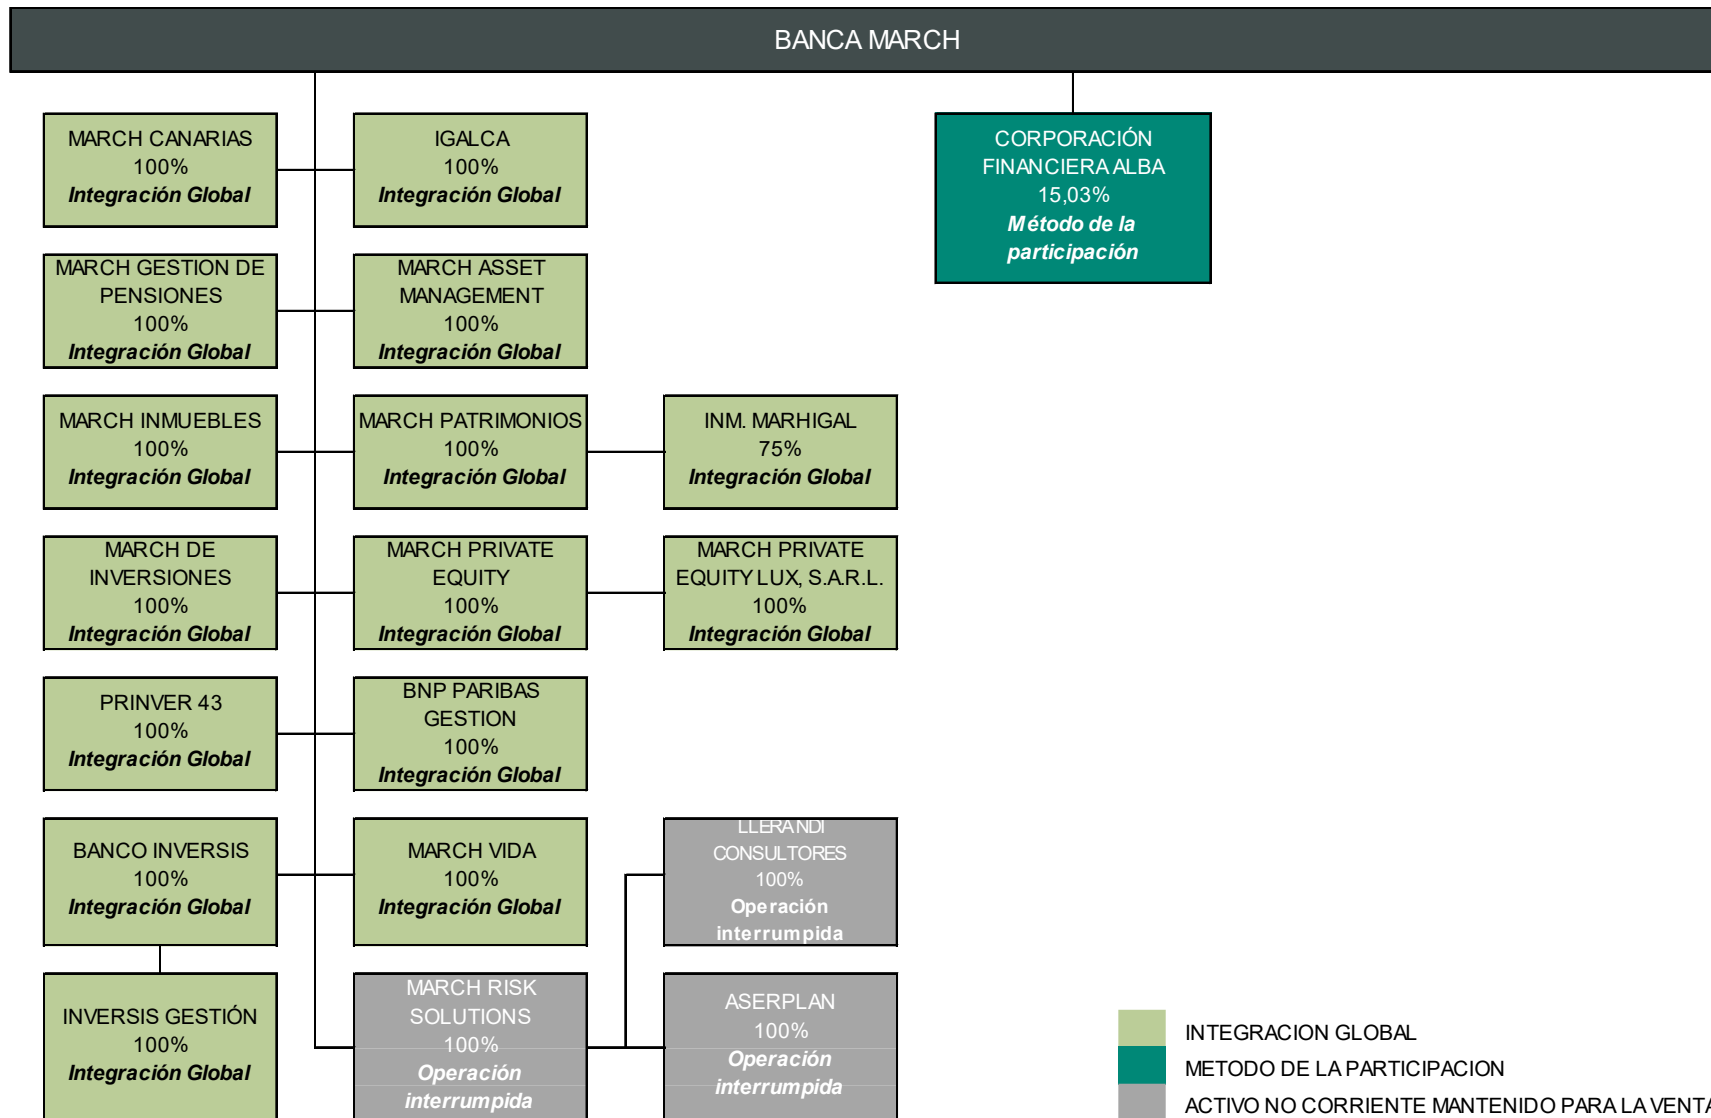 BANCA MARCH
MARCH CANARIAS
100%
Integración Global
IGALCA
100%
Integración Global
CORPORACIÓN
FINANCIERA ALBA
15,03%
Método de la
participación
MARCH GESTION DE
PENSIONES
100%
Integración Global
MARCH ASSET
MANAGEMENT
100%
Integración Global
MARCH INMUEBLES
100%
Integración Global
MARCH PATRIMONIOS
100%
Integración Global
INM. MARHIGAL
75%
Integración Global
MARCH DE
INVERSIONES
100%
Integración Global
MARCH PRIVATE
EQUITY
100%
Integración Global
MARCH PRIVATE
EQUITY LUX, S.A.R.L.
100%
Integración Global
PRINVER 43
100%
Integración Global
BNP PARIBAS
GESTION
100%
Integración Global
BANCO INVERSIS
100%
Integración Global
MARCH VIDA
100%
Integración Global
LLERANDI
CONSULTORES
100%
Operación
interrumpida
INVERSIS GESTIÓN
100%
Integración Global
MARCH RISK
SOLUTIONS
100%
Operación
interrumpida
ASERPLAN
100%
Operación
interrumpida
INTEGRACION GLOBAL
METODO DE LA PARTICIPACION
ACTIVO NO CORRIENTE MANTENIDO PARA LA VENTA